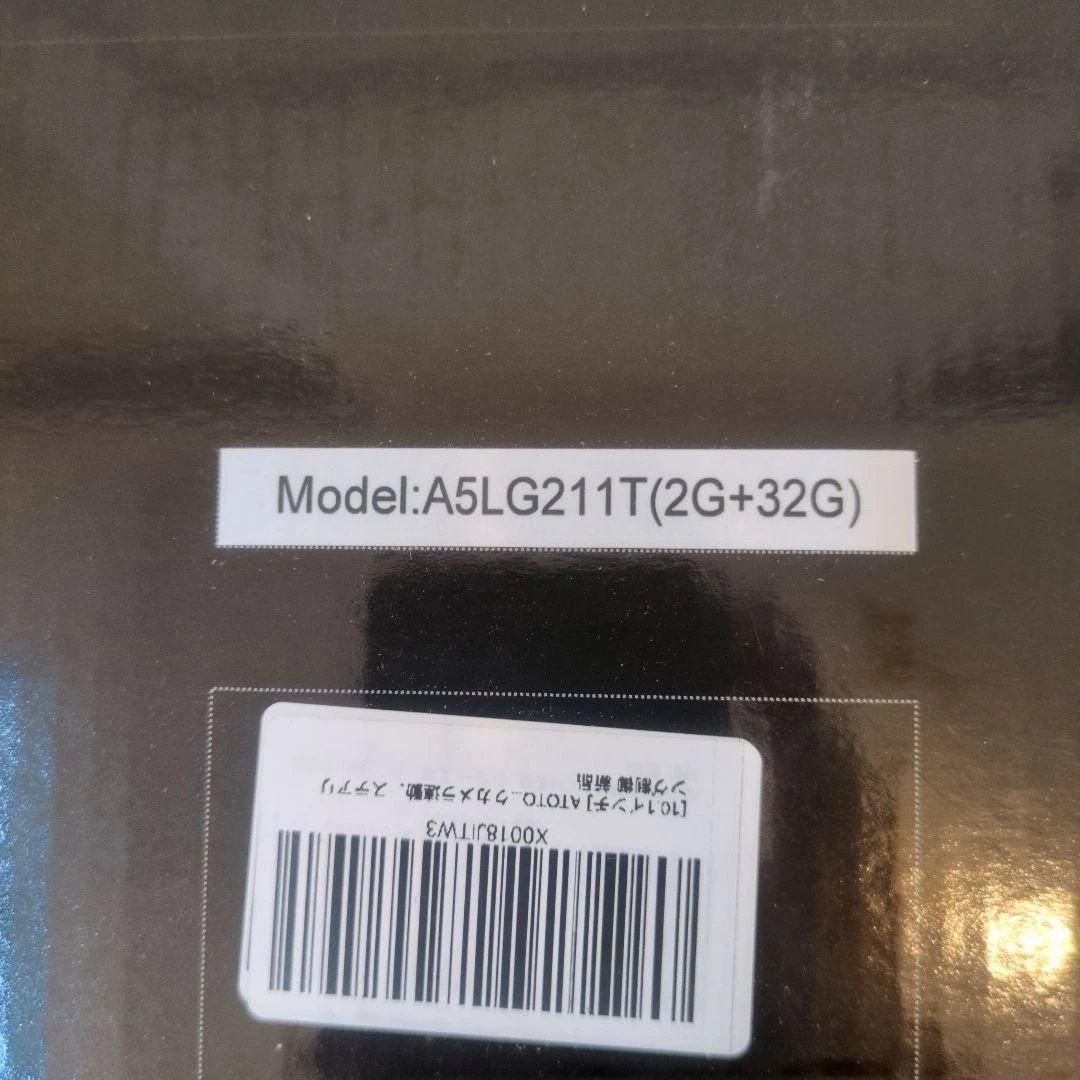 Model:A5LG211T(2G+32G)
X0018JITW3
[10.1インチ] ATOTO...クカメラ連動、ステアリ
ング制御 新品